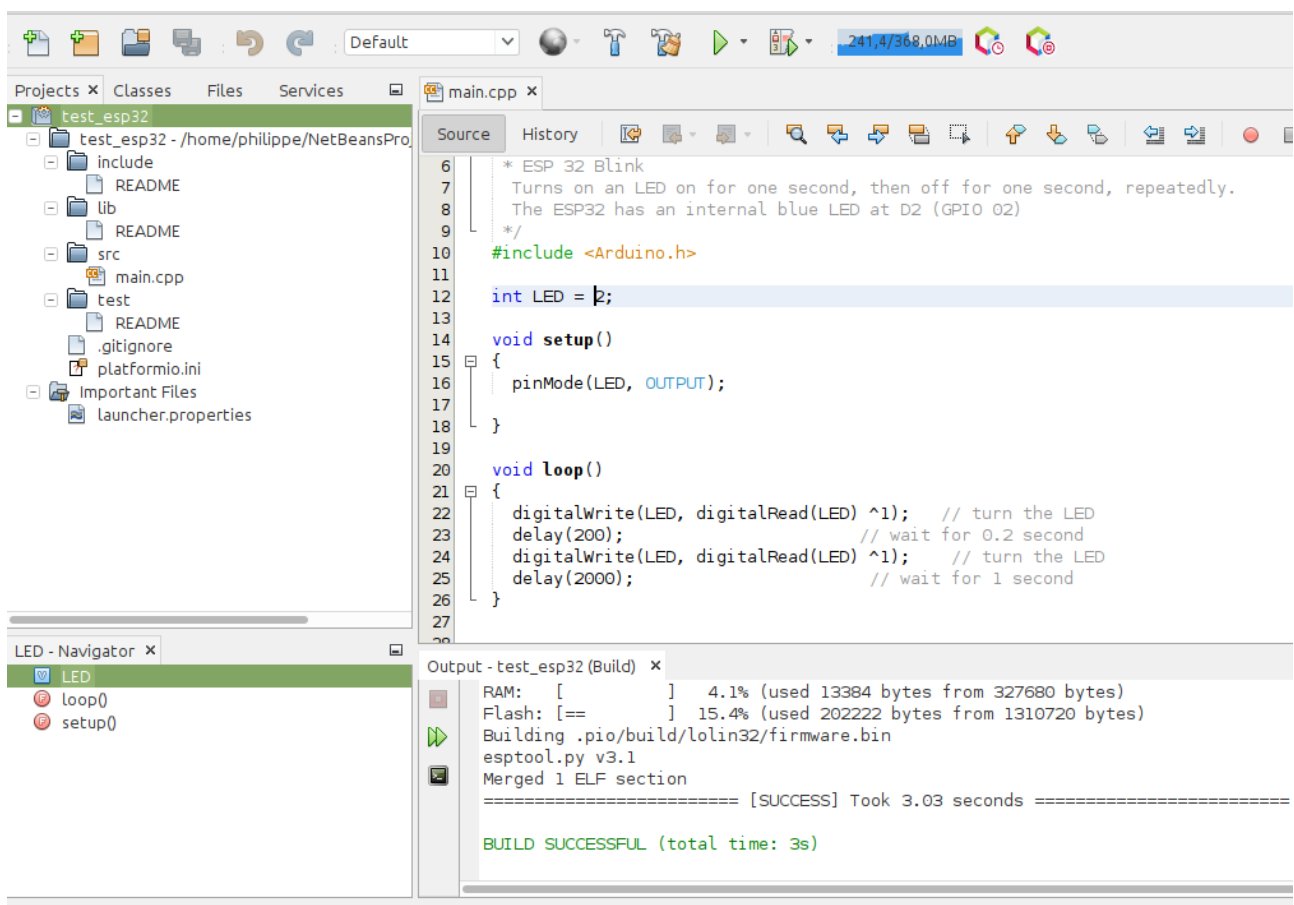 Default
241,4/368,0MB
Projects Classes Files Services
test_esp32
test_esp32 - /home/philippe/NetBeansPro
include
README
lib
README
src
main.cpp
test
README
.gitignore
platformio.ini
Important Files
launcher.properties
LED - Navigator
LED
loop()
setup()
main.cpp
Source History
6 * ESP 32 Blink
7 Turns on an LED on for one second, then off for one second, repeatedly.
8 The ESP32 has an internal blue LED at D2 (GPIO 02)
9 */
10 #include <Arduino.h>
11
12 int LED = 2;
13
14 void setup()
15 {
16 pinMode(LED, OUTPUT);
17
18 }
19
20 void loop()
21 {
22 digitalWrite(LED, digitalRead(LED) ^1); // turn the LED
23 delay(200); // wait for 0.2 second
24 digitalWrite(LED, digitalRead(LED) ^1); // turn the LED
25 delay(2000); // wait for 1 second
26 }
27
28
Output - test_esp32 (Build)
RAM: [ ] 4.1% (used 13384 bytes from 327680 bytes)
Flash: [== ] 15.4% (used 202222 bytes from 1310720 bytes)
Building .pio/build/lolin32/firmware.bin
esptool.py v3.1
Merged 1 ELF section
========================= [SUCCESS] Took 3.03 seconds =========================
BUILD SUCCESSFUL (total time: 3s)